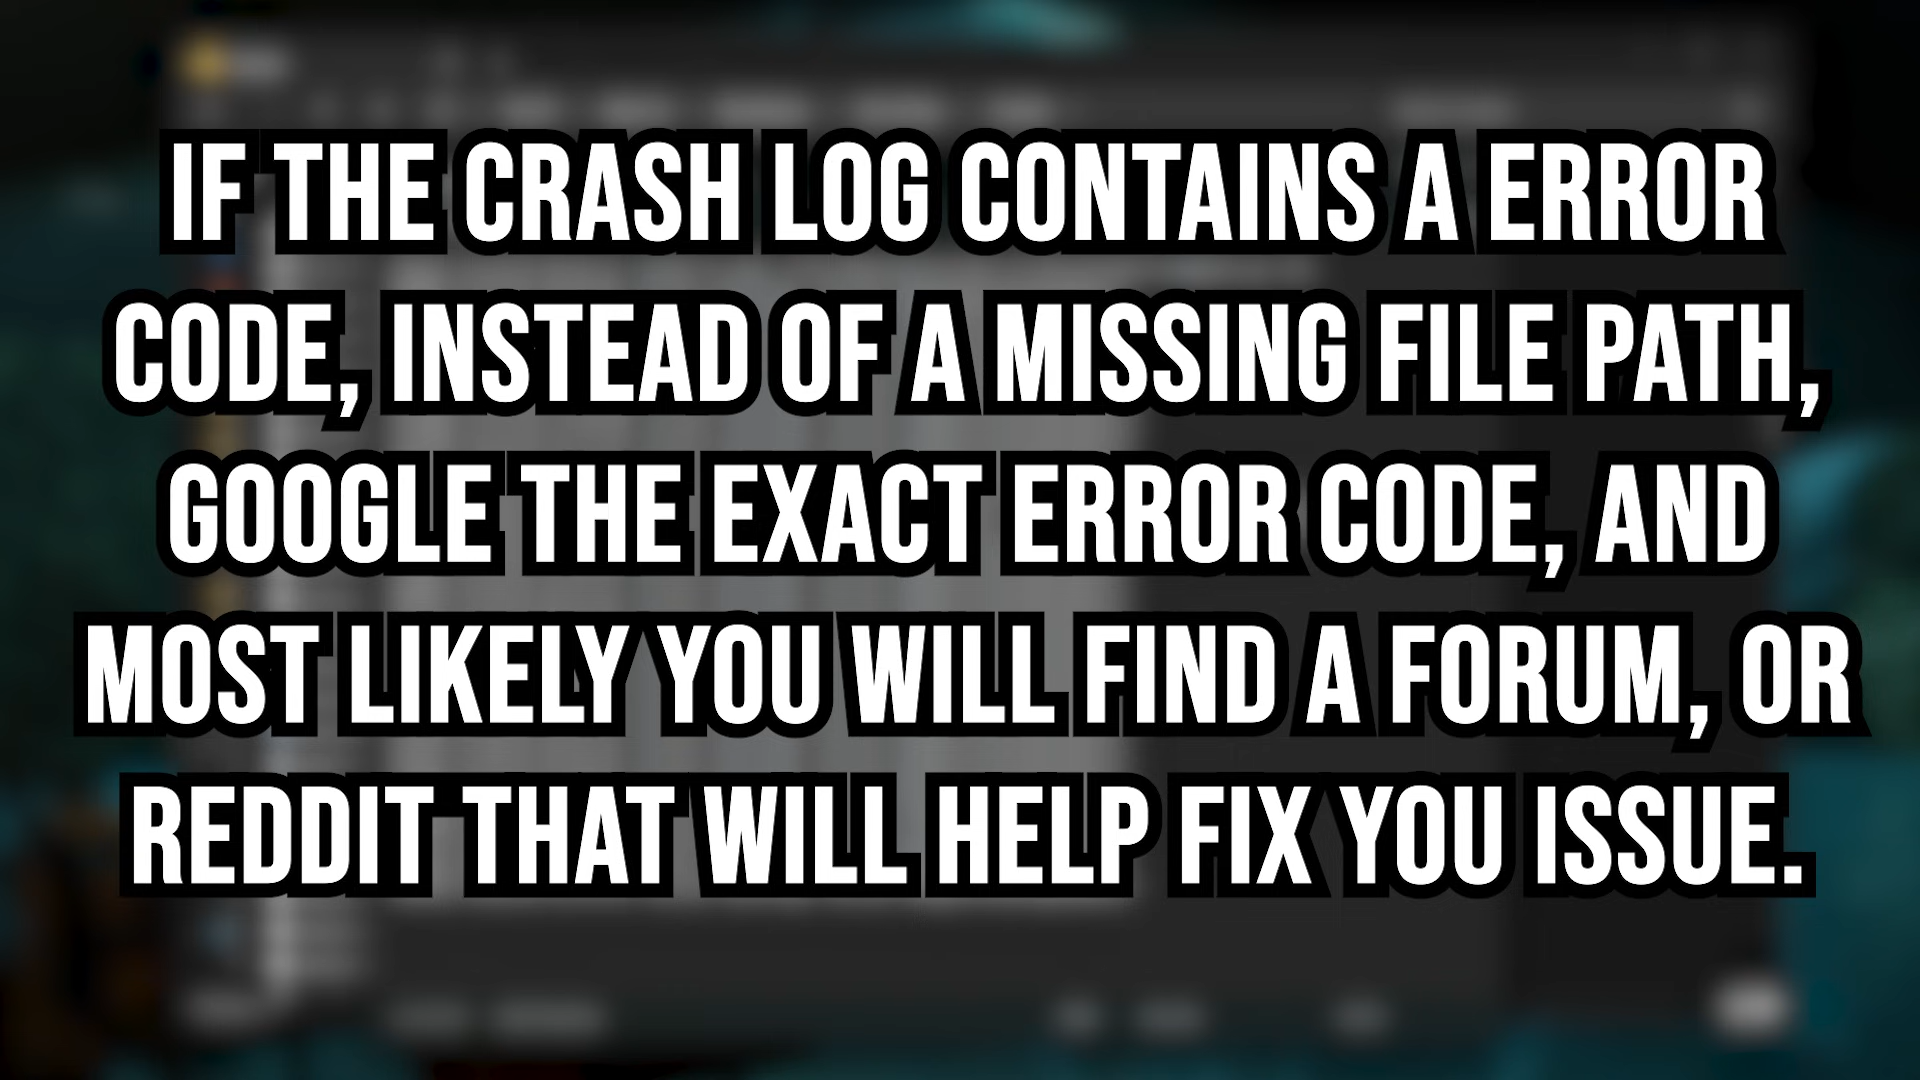 IF THE CRASH LOG CONTAINS A ERROR
CODE, INSTEAD OF A MISSING FILE PATH,
GOOGLE THE EXACT ERROR CODE, AND
MOST LIKELY YOU WILL FIND A FORUM, OR
REDDIT THAT WILL HELP FIX YOU ISSUE.